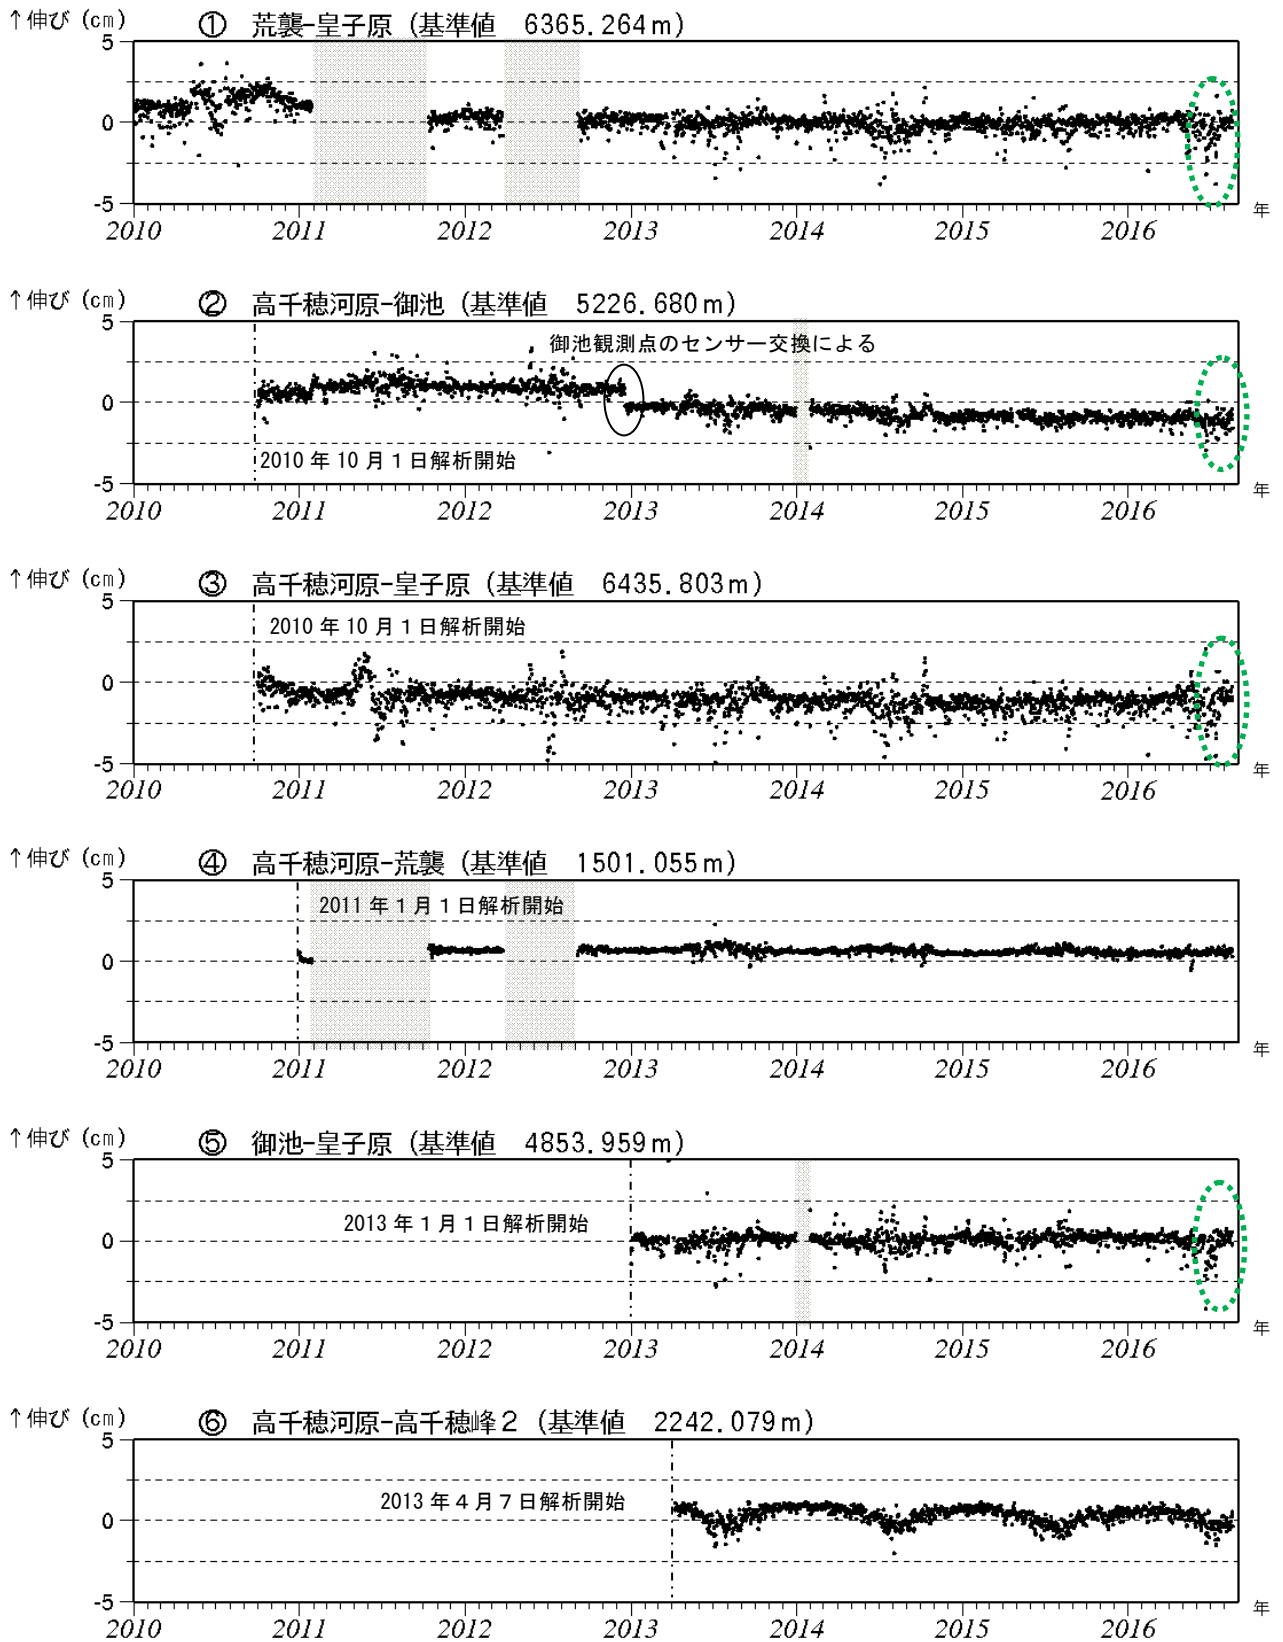 ↑伸び (cm) ① 荒襲-皇子原 (基準値 6365.264m)
5
0
-5
2010 2011 2012 2013 2014 2015 2016 年
↑伸び (cm) ② 高千穂河原-御池 (基準値 5226.680m)
5
御池観測点のセンサー交換による
0
2010 年 10 月 1 日解析開始
-5
2010 2011 2012 2013 2014 2015 2016 年
↑伸び (cm) ③ 高千穂河原-皇子原 (基準値 6435.803m)
5
2010 年 10 月 1 日解析開始
0
-5
2010 2011 2012 2013 2014 2015 2016 年
↑伸び (cm) ④ 高千穂河原-荒襲 (基準値 1501.055m)
5
2011 年 1 月 1 日解析開始
0
-5
2010 2011 2012 2013 2014 2015 2016 年
↑伸び (cm) ⑤ 御池-皇子原 (基準値 4853.959m)
5
2013 年 1 月 1 日解析開始
0
-5
2010 2011 2012 2013 2014 2015 2016 年
↑伸び (cm) ⑥ 高千穂河原-高千穂峰2 (基準値 2242.079m)
5
2013 年 4 月 7 日解析開始
0
-5
2010 2011 2012 2013 2014 2015 2016 年